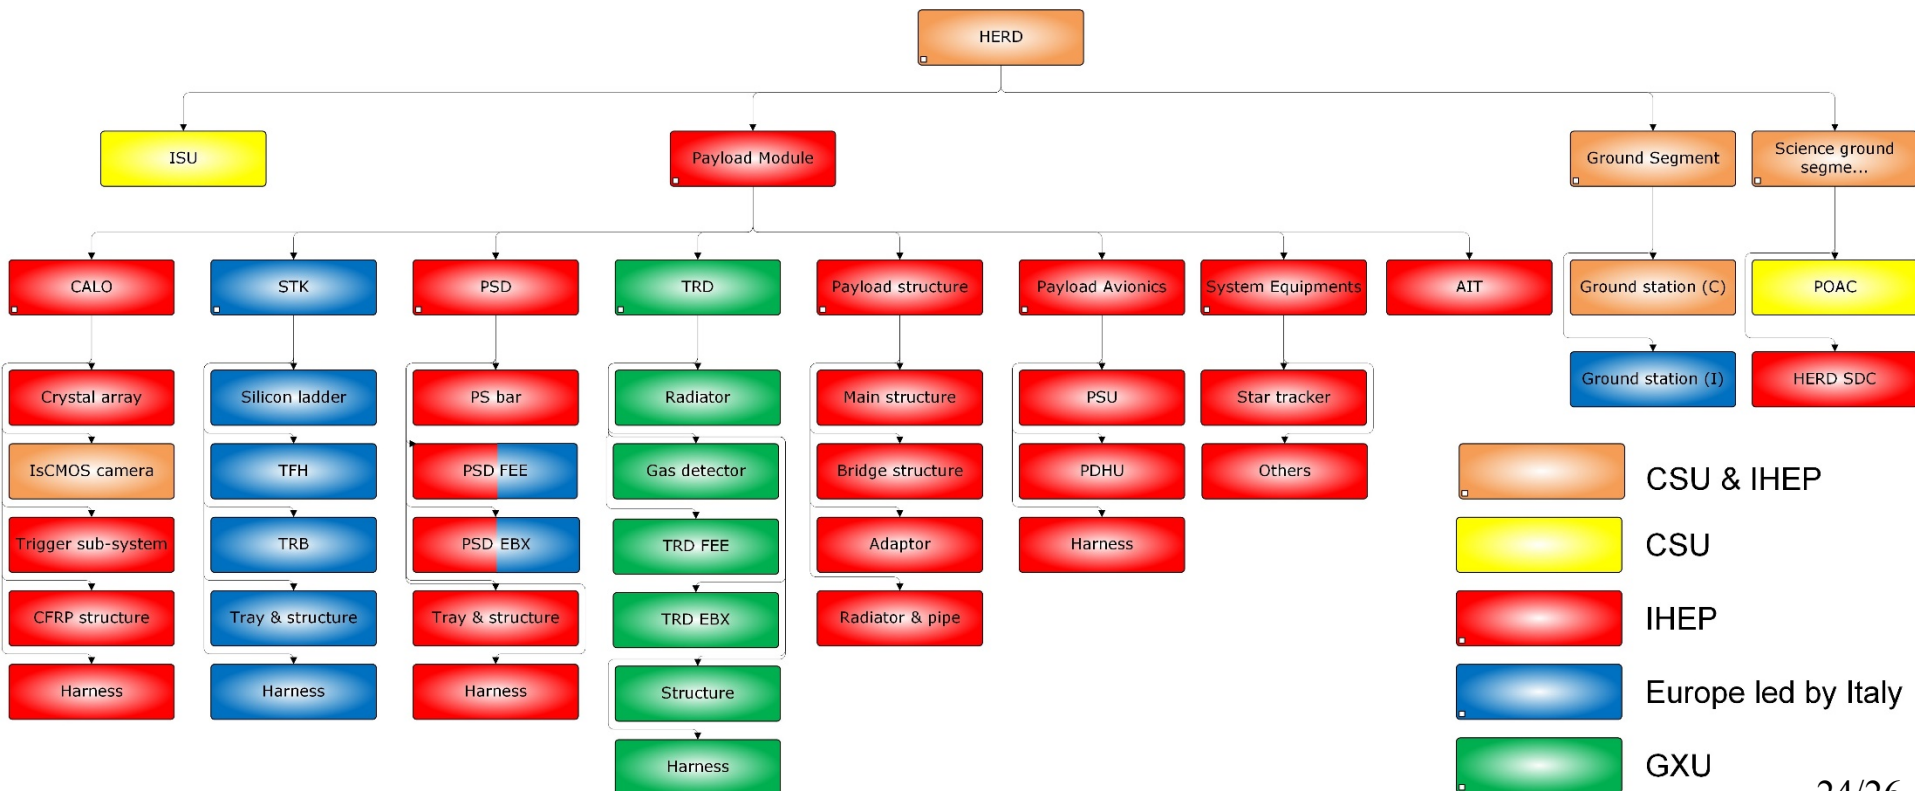 HERD
ISU
Payload Module
Ground Segment
Science ground
segme...
CALO
STK
PSD
TRD
Payload structure
Payload Avionics
System Equipments
AIT
Ground station (C)
POAC
Crystal array
Silicon ladder
PS bar
Radiator
Main structure
PSU
Star tracker
Ground station (I)
HERD SDC
IsCMOS camera
TFH
PSD FEE
Gas detector
Bridge structure
PDHU
Others
CSU & IHEP
Trigger sub-system
TRB
PSD EBX
TRD FEE
Adaptor
Harness
CSU
CFRP structure
Tray & structure
Tray & structure
TRD EBX
Radiator & pipe
IHEP
Harness
Harness
Harness
Structure
Europe led by Italy
Harness
GXU
24/26